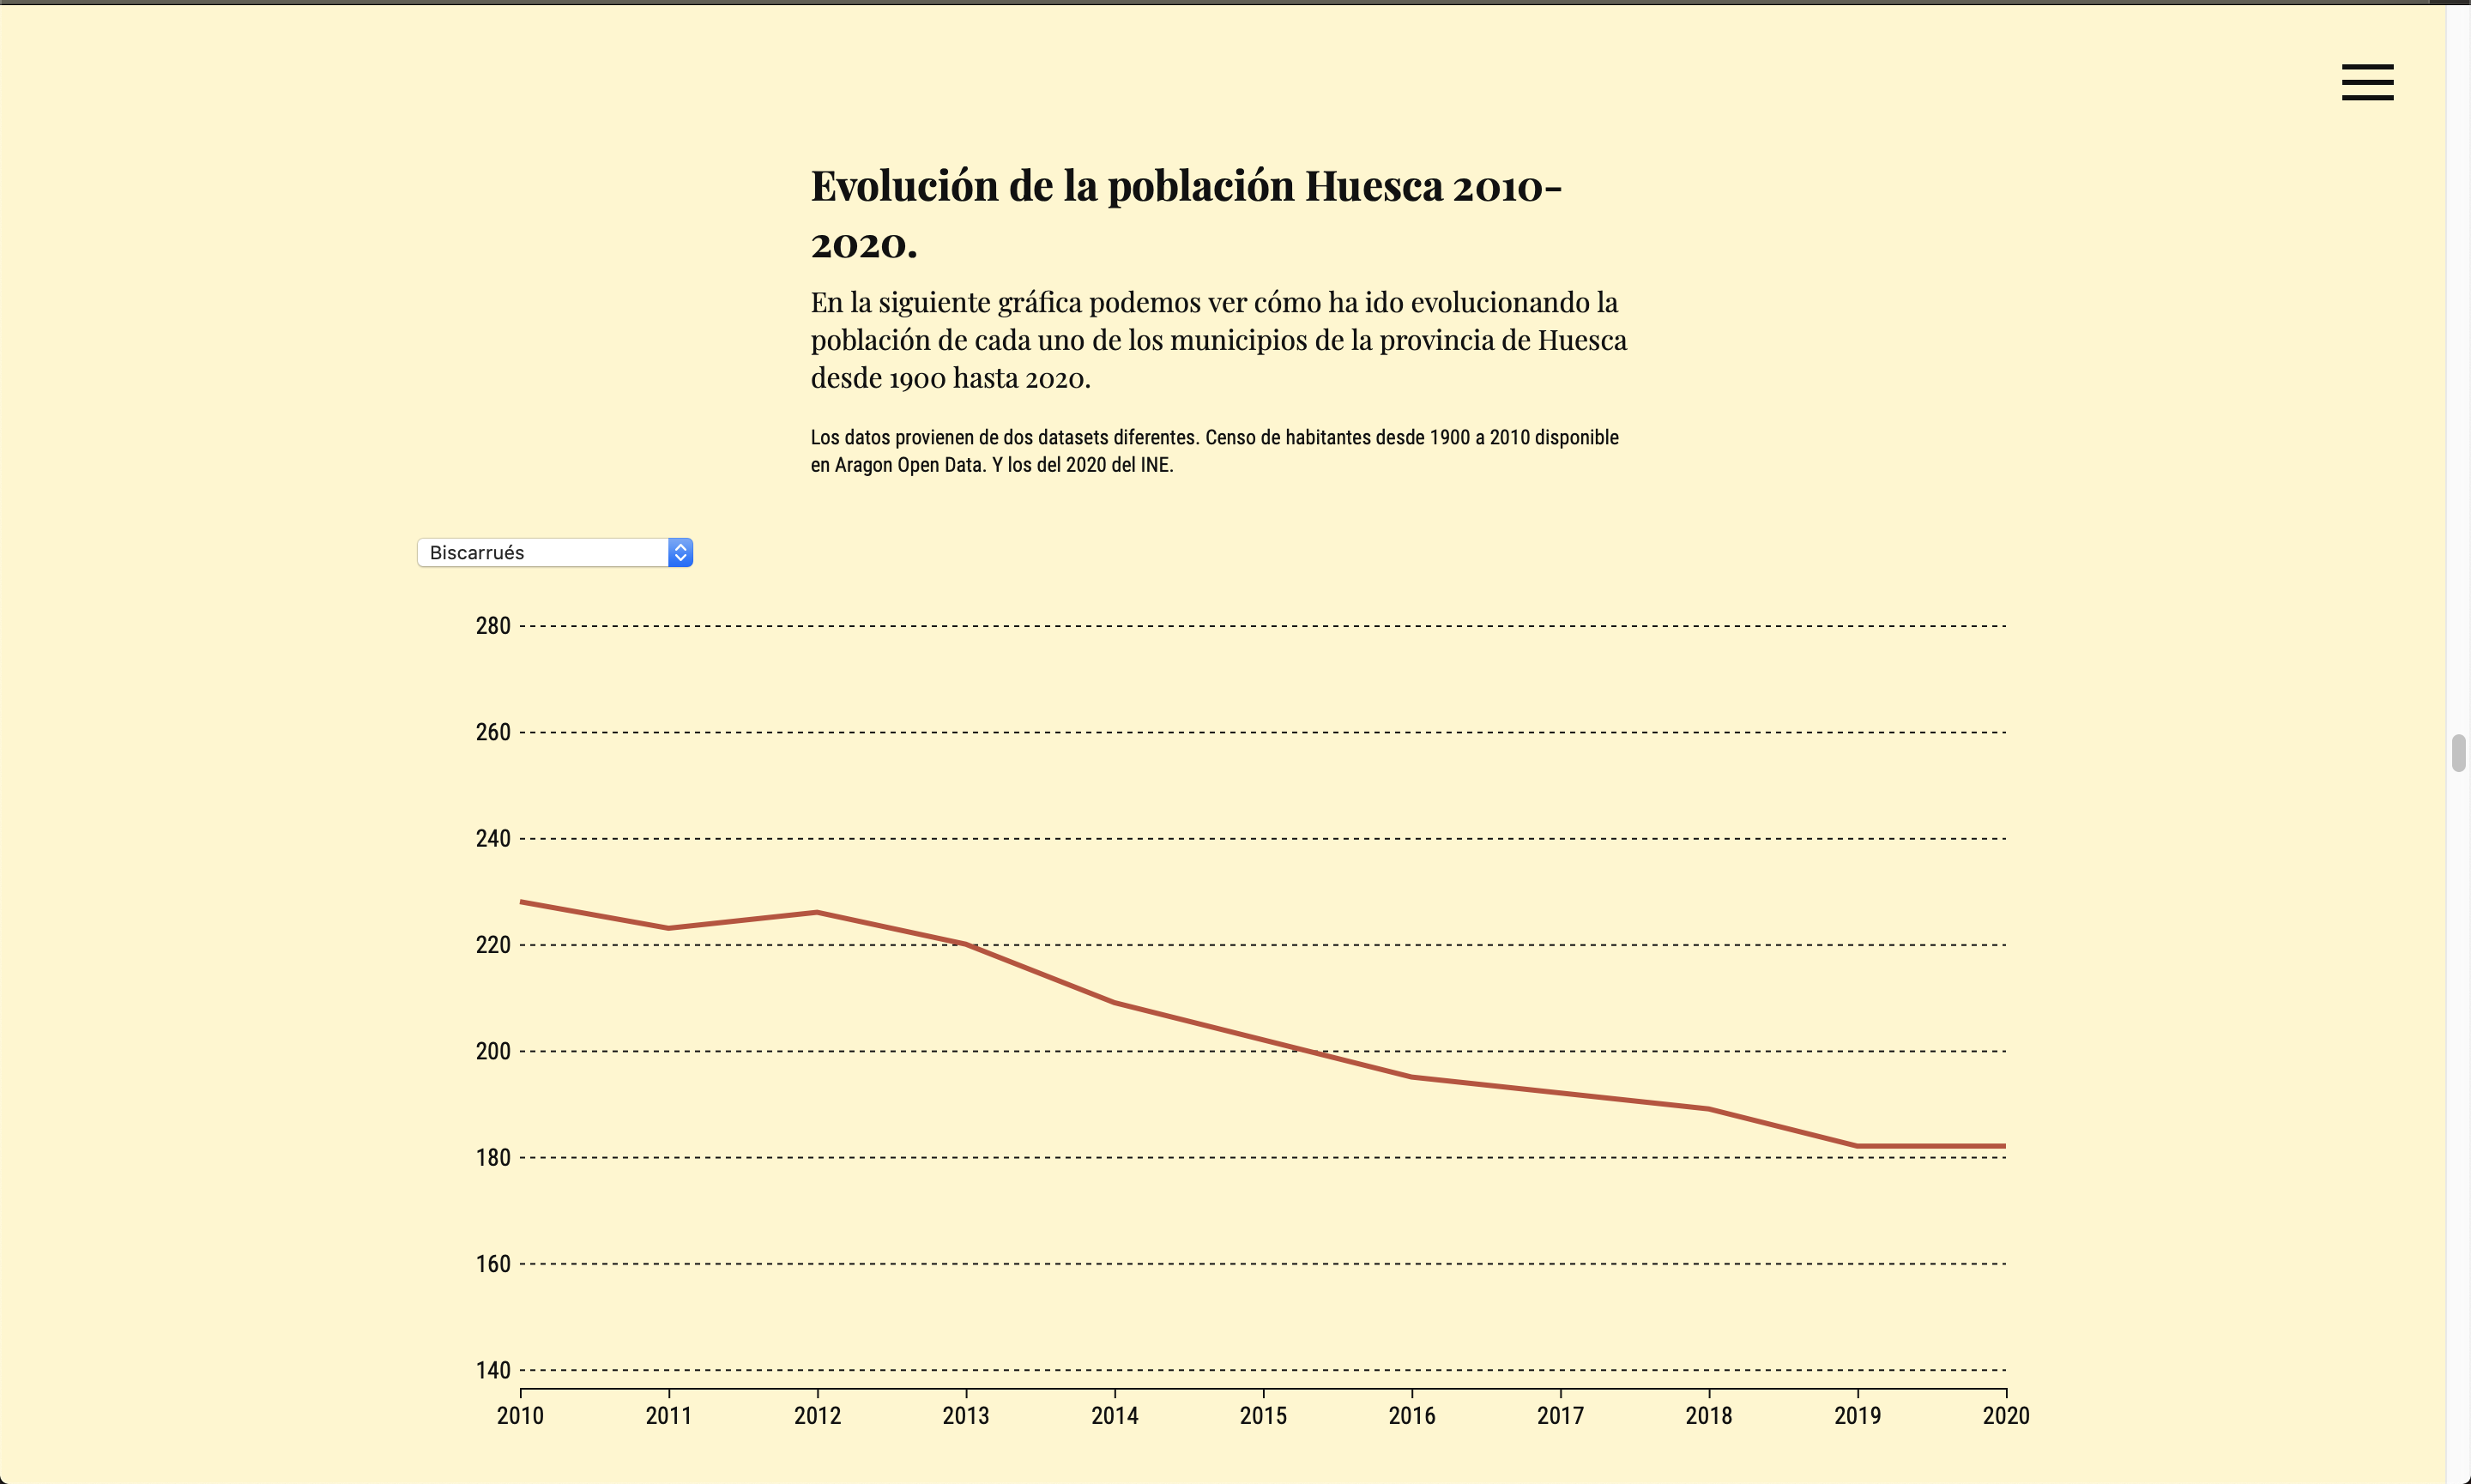 Evolución de la población Huesca 2010-
2020.
En la siguiente gráfica podemos ver cómo ha ido evolucionando la
población de cada uno de los municipios de la provincia de Huesca
desde 1900 hasta 2020.
Los datos provienen de dos datasets diferentes. Censo de habitantes desde 1900 a 2010 disponible
en Aragon Open Data. Y los del 2020 del INE.
Biscarrués
280
260
240
220
200
180
160
140
2010 2011 2012 2013 2014 2015 2016 2017 2018 2019 2020